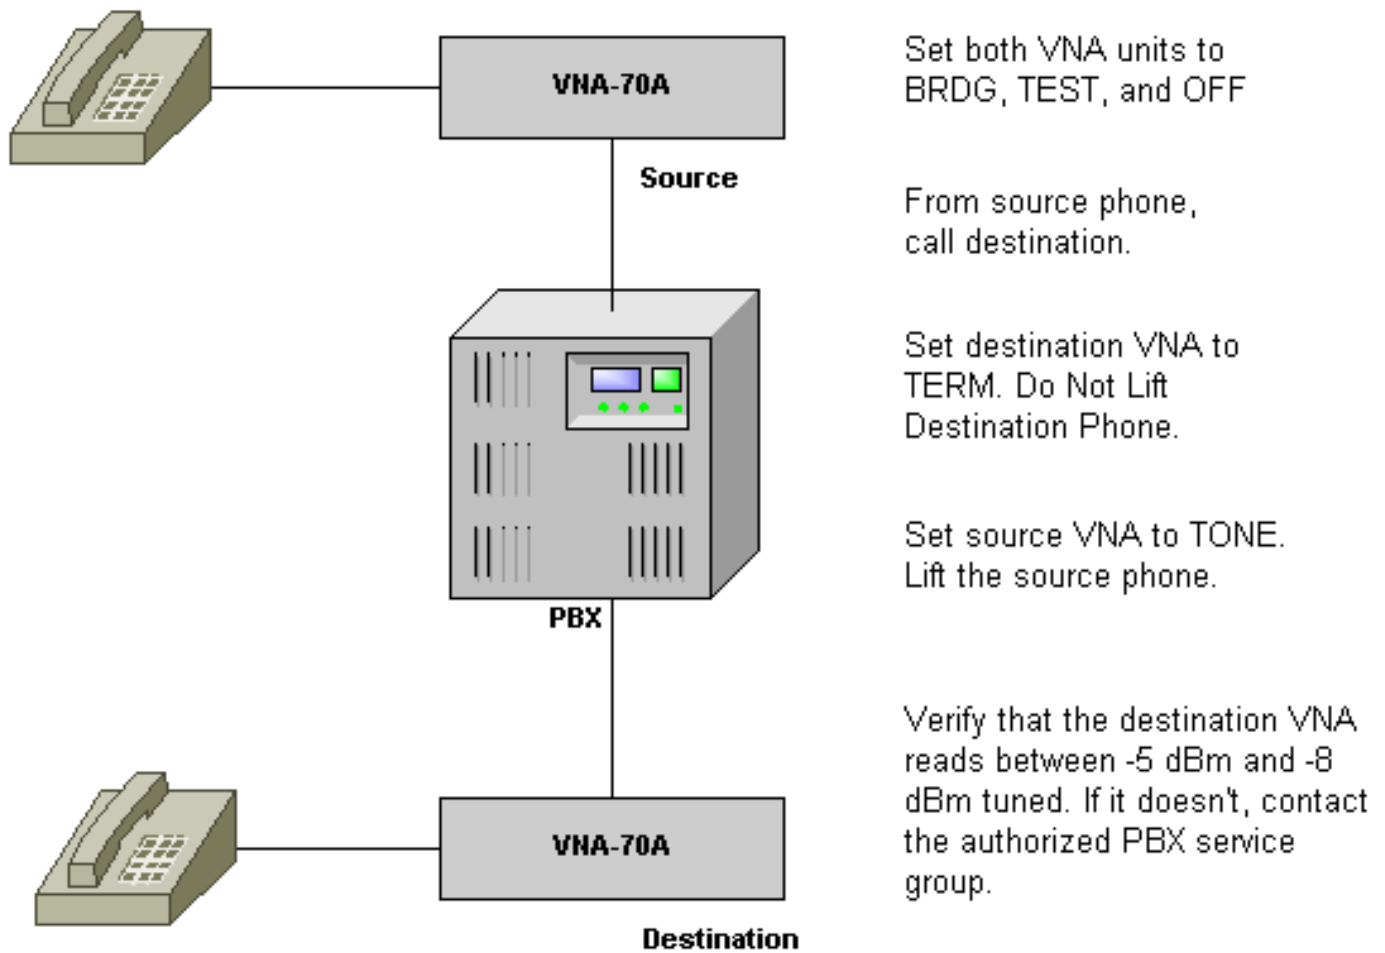 VNA-70A
Source
PBX
VNA-70A
Destination
Set both VNA units to
BRDG, TEST, and OFF
From source phone,
call destination.
Set destination VNA to
TERM. Do Not Lift
Destination Phone.
Set source VNA to TONE.
Lift the source phone.
Verify that the destination VNA
reads between -5 dBm and -8
dBm tuned. If it doesn't, contact
the authorized PBX service
group.